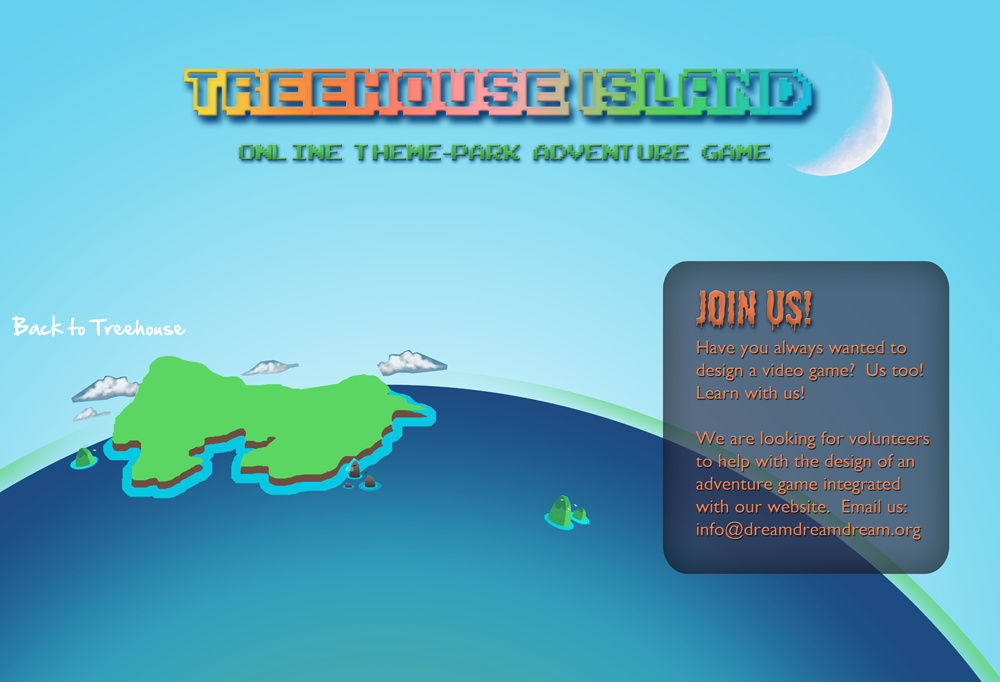 TREEHOUSE ISLAND
ONLINE THEME-PARK ADVENTURE GAME
Back to Treehouse
JOIN US!
Have you always wanted to
design a video game?  Us too!
Learn with us!
We are looking for volunteers
to help with the design of an
adventure game integrated
with our website.  Email us:
info@dreamdreamdream.org